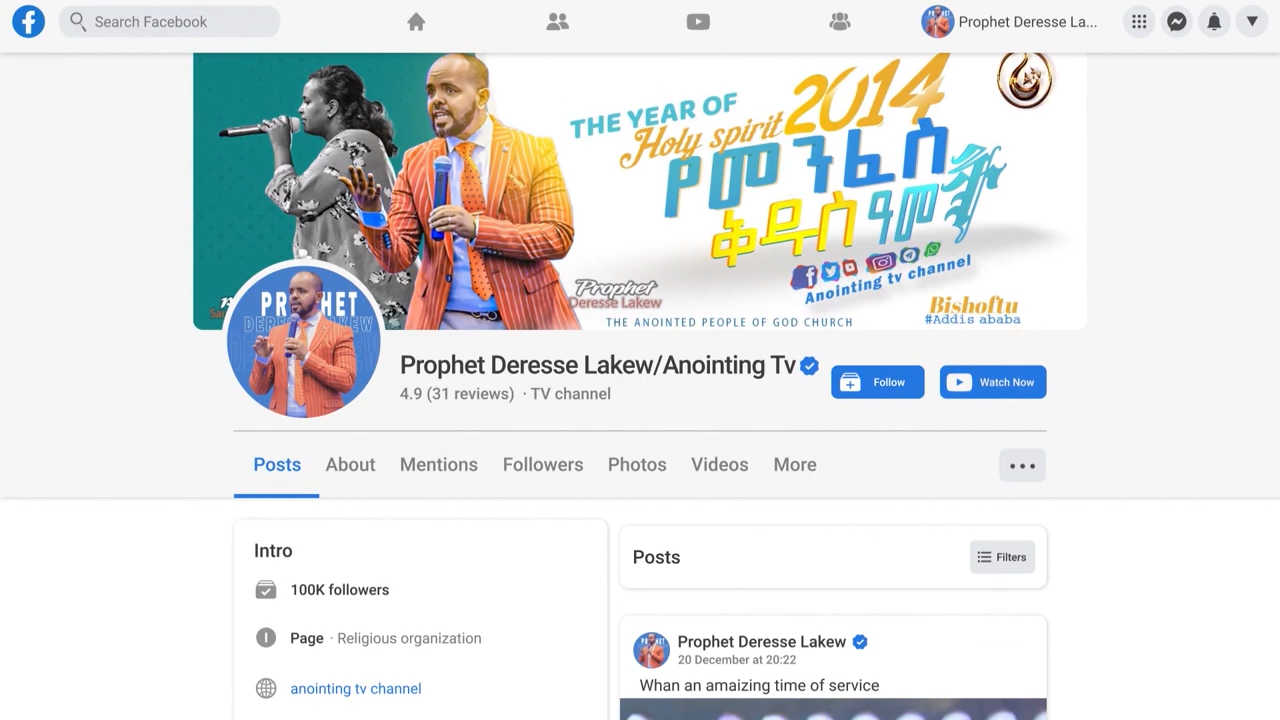 Search Facebook
Prophet Deresse La...
THE YEAR OF
Holy spirit
2014
የመንፈስ
ቅዱስ ዓመት
Anointing tv channel
Prophet
Deresse Lakew
Bishoftu
#Addis ababa
THE ANOINTED PEOPLE OF GOD CHURCH
PROPHET
DERESSE LAKEW
Prophet Deresse Lakew/Anointing Tv
4.9 (31 reviews) · TV channel
Follow
Watch Now
Posts
About
Mentions
Followers
Photos
Videos
More
Intro
100K followers
Page · Religious organization
anointing tv channel
Posts
Filters
Prophet Deresse Lakew
20 December at 20:22
Whan an amaizing time of service